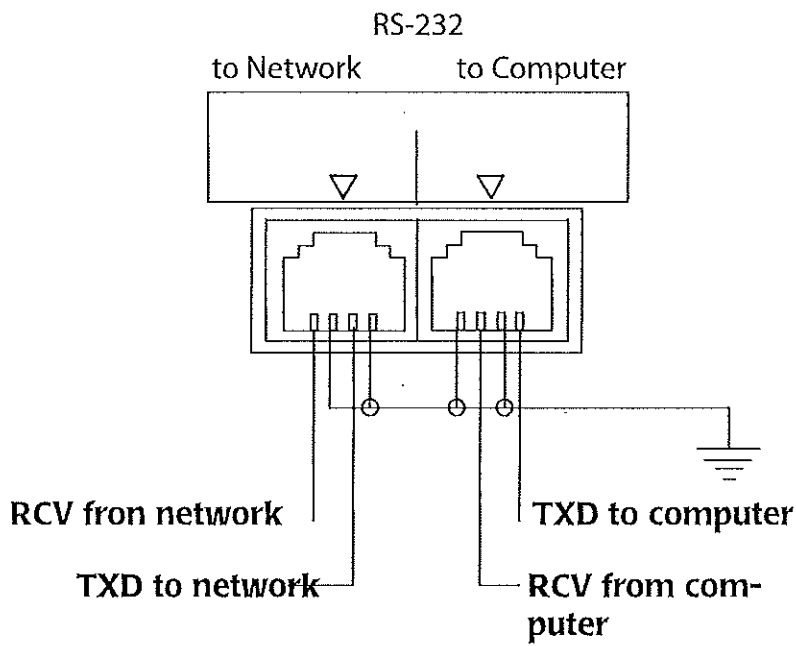 RS-232
to Network to Computer
RCV fron network TXD to computer
TXD to network RCV from com-
puter